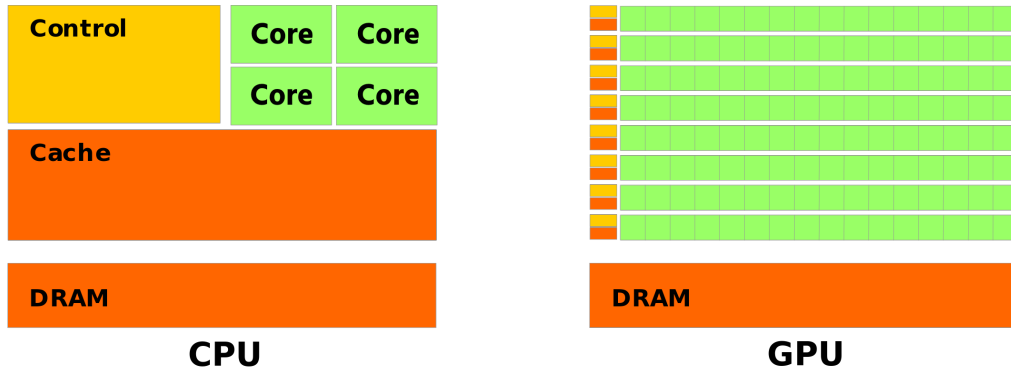 Control
Core Core
Core Core
Cache
DRAM
CPU
DRAM
GPU